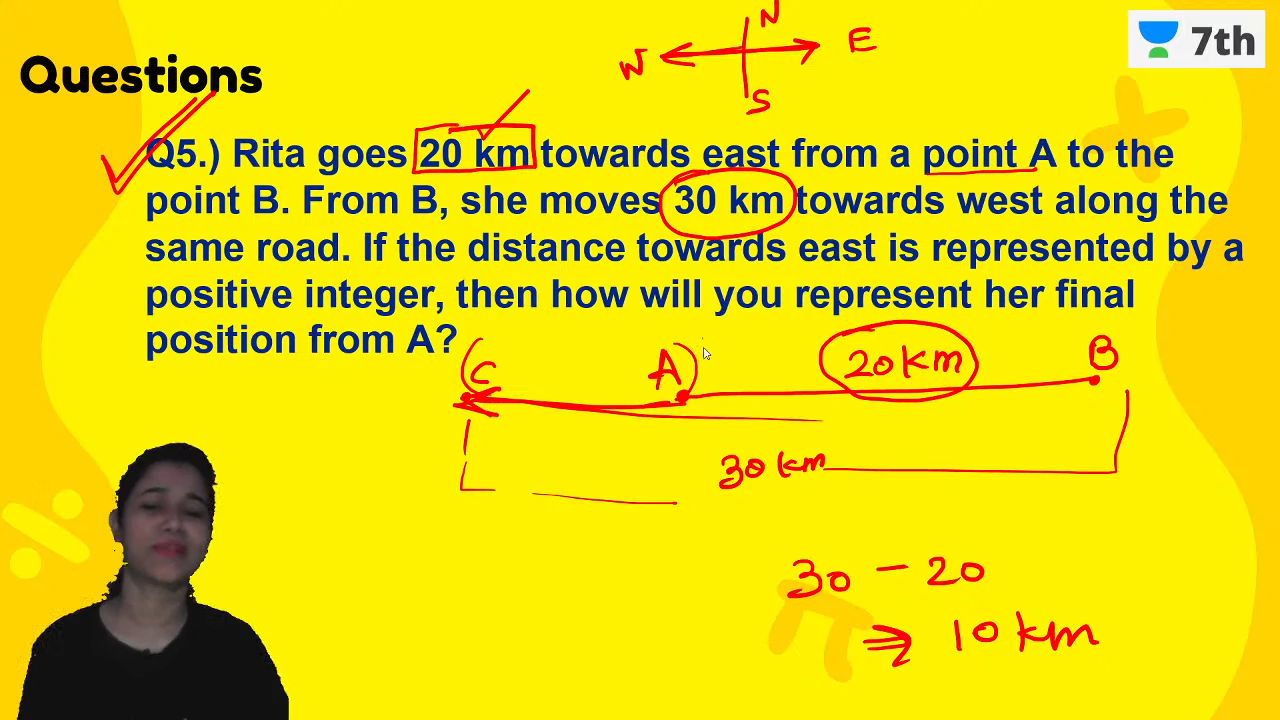 N
W
E
S
7th
Questions
Q5.) Rita goes 20 km towards east from a point A to the
point B. From B, she moves 30 km towards west along the
same road. If the distance towards east is represented by a
positive integer, then how will you represent her final
position from A?
C A 20 km B
30 km
30 - 20
⇒ 10 km